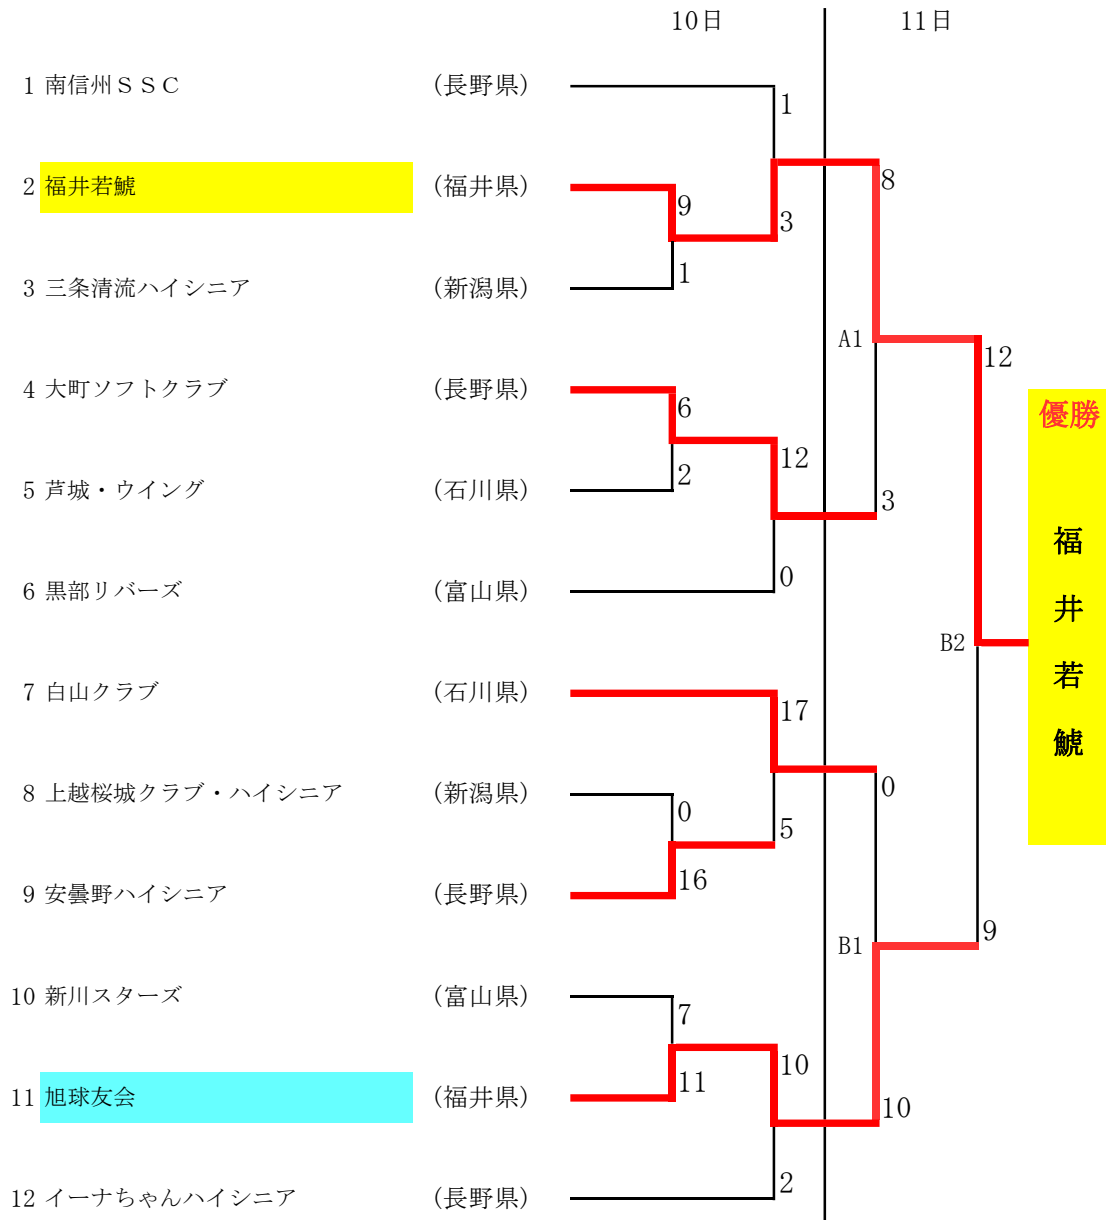 10日 11日
1 南信州ＳＳＣ (長野県)
1
2 福井若鯱 (福井県)
8
9
3
3 三条清流ハイシニア (新潟県)
1
A1
12
4 大町ソフトクラブ (長野県)
6
優勝
12
2
5 芦城・ウイング (石川県)
3
福
井
若
鯱
0
6 黒部リバーズ (富山県)
B2
7 白山クラブ (石川県)
17
0
8 上越桜城クラブ・ハイシニア (新潟県)
0
5
16
9 安曇野ハイシニア (長野県)
9
B1
10 新川スターズ (富山県)
7
10
11
11 旭球友会 (福井県)
10
2
12 イーナちゃんハイシニア (長野県)